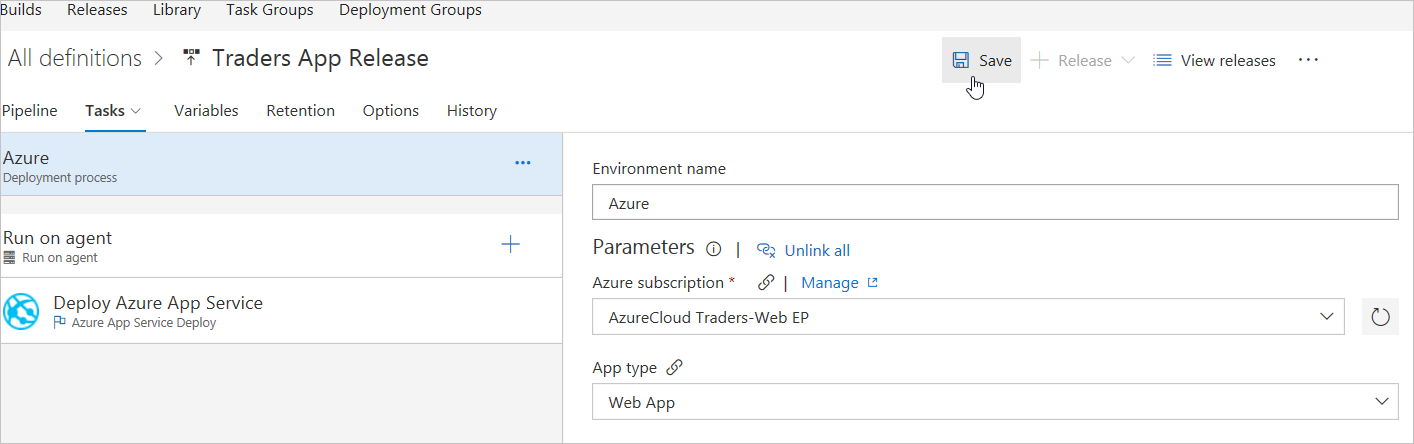 Builds Releases Library Task Groups Deployment Groups
All definitions > Traders App Release Save + Release View releases ...
Pipeline Tasks Variables Retention Options History
Azure ...
Deployment process
Run on agent +
Run on agent
Deploy Azure App Service
Azure App Service Deploy
Environment name
Azure
Parameters | Unlink all
Azure subscription * | Manage
AzureCloud Traders-Web EP
App type
Web App